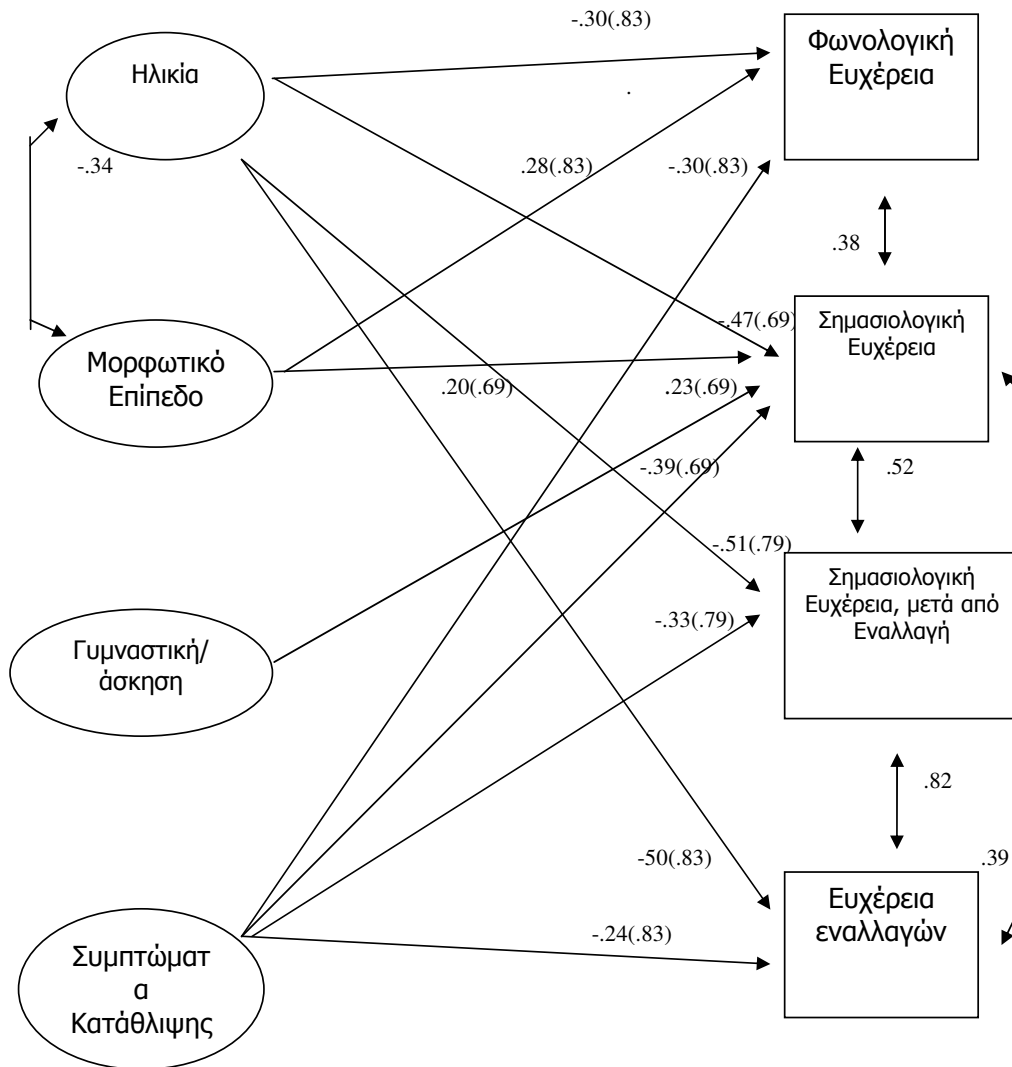 -.30(.83)
Φωνολογική
Ευχέρεια
Ηλικία
.
-.34
.28(.83)
-.30(.83)
.38
-.47(.69)
Σημασιολογική
Ευχέρεια
Μορφωτικό
Επίπεδο
.20(.69)
.23(.69)
-.39(.69)
.52
-.51(.79)
Σημασιολογική
Ευχέρεια, μετά από
Εναλλαγή
-.33(.79)
Γυμναστική/
άσκηση
.82
-50(.83)
.39
Ευχέρεια
εναλλαγών
-.24(.83)
Συμπτώματ
α
Κατάθλιψης